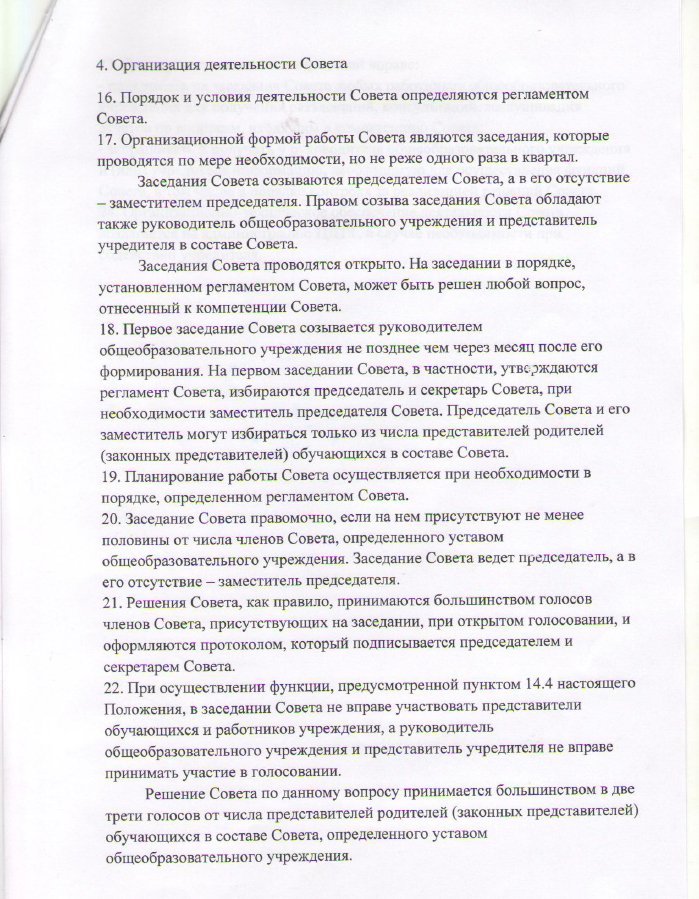 4. Организация деятельности Совета
16. Порядок и условия деятельности Совета определяются регламентом
Совета.
17. Организационной формой работы Совета являются заседания, которые
проводятся по мере необходимости, но не реже одного раза в квартал.
Заседания Совета созываются председателем Совета, а в его отсутствие
– заместителем председателя. Правом созыва заседания Совета обладают
также руководитель общеобразовательного учреждения и представитель
учредителя в составе Совета.
Заседания Совета проводятся открыто. На заседании в порядке,
установленном регламентом Совета, может быть решен любой вопрос,
отнесенный к компетенции Совета.
18. Первое заседание Совета созывается руководителем
общеобразовательного учреждения не позднее чем через месяц после его
формирования. На первом заседании Совета, в частности, утверждаются
регламент Совета, избираются председатель и секретарь Совета, при
необходимости заместитель председателя Совета. Председатель Совета и его
заместитель могут избираться только из числа представителей родителей
(законных представителей) обучающихся в составе Совета.
19. Планирование работы Совета осуществляется при необходимости в
порядке, определенном регламентом Совета.
20. Заседание Совета правомочно, если на нем присутствуют не менее
половины от числа членов Совета, определенного уставом
общеобразовательного учреждения. Заседание Совета ведет председатель, а в
его отсутствие – заместитель председателя.
21. Решения Совета, как правило, принимаются большинством голосов
членов Совета, присутствующих на заседании, при открытом голосовании, и
оформляются протоколом, который подписывается председателем и
секретарем Совета.
22. При осуществлении функции, предусмотренной пунктом 14.4 настоящего
Положения, в заседании Совета не вправе участвовать представители
обучающихся и работников учреждения, а руководитель
общеобразовательного учреждения и представитель учредителя не вправе
принимать участие в голосовании.
Решение Совета по данному вопросу принимается большинством в две
трети голосов от числа представителей родителей (законных представителей)
обучающихся в составе Совета, определенного уставом
общеобразовательного учреждения.